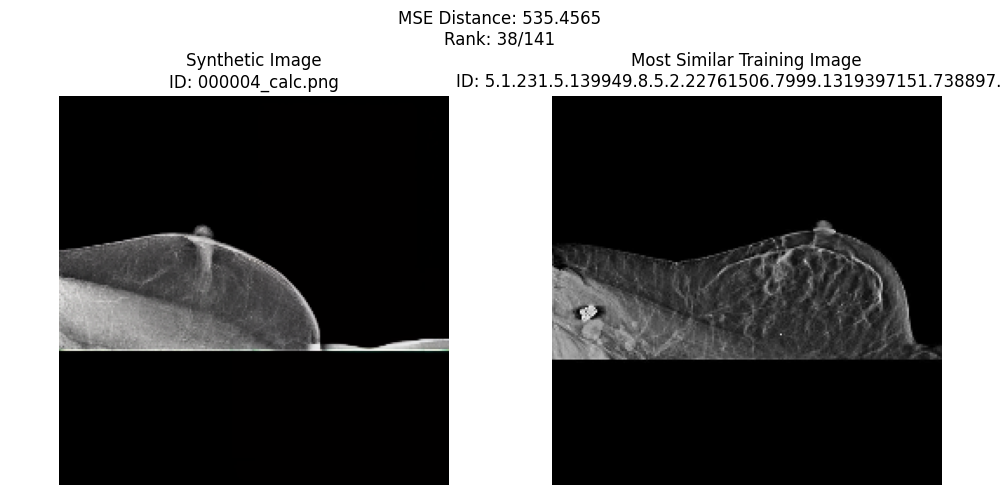 MSE Distance: 535.4565
Rank: 38/141
Synthetic Image
ID: 000004_calc.png
Most Similar Training Image
ID: 5.1.231.5.139949.8.5.2.22761506.7999.1319397151.738897.